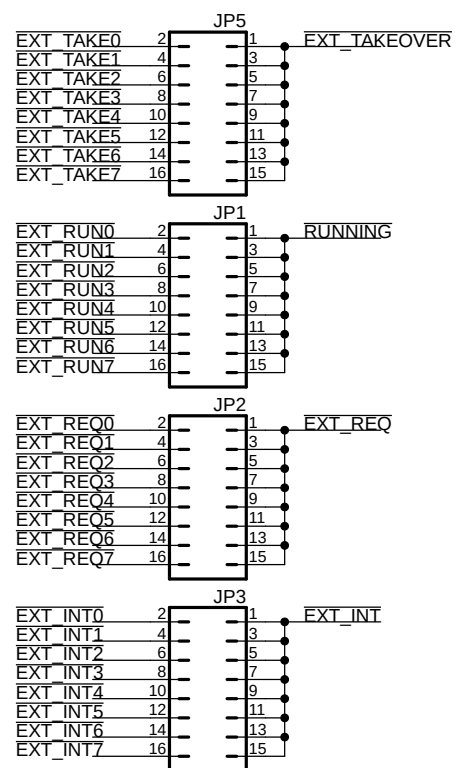 JP5
EXT_TAKE0 2 1 EXT_TAKEOVER
EXT_TAKE1 4 3
EXT_TAKE2 6 5
EXT_TAKE3 8 7
EXT_TAKE4 10 9
EXT_TAKE5 12 11
EXT_TAKE6 14 13
EXT_TAKE7 16 15
JP1
EXT_RUN0 2 1 RUNNING
EXT_RUN1 4 3
EXT_RUN2 6 5
EXT_RUN3 8 7
EXT_RUN4 10 9
EXT_RUN5 12 11
EXT_RUN6 14 13
EXT_RUN7 16 15
JP2
EXT_REQ0 2 1 EXT_REQ
EXT_REQ1 4 3
EXT_REQ2 6 5
EXT_REQ3 8 7
EXT_REQ4 10 9
EXT_REQ5 12 11
EXT_REQ6 14 13
EXT_REQ7 16 15
JP3
EXT_INT0 2 1 EXT_INT
EXT_INT1 4 3
EXT_INT2 6 5
EXT_INT3 8 7
EXT_INT4 10 9
EXT_INT5 12 11
EXT_INT6 14 13
EXT_INT7 16 15